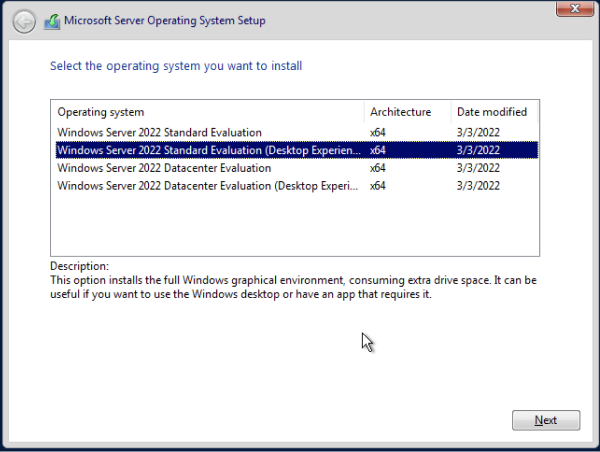 Microsoft Server Operating System Setup
Select the operating system you want to install
Operating system Architecture Date modified
Windows Server 2022 Standard Evaluation x64 3/3/2022
Windows Server 2022 Standard Evaluation (Desktop Experien... x64 3/3/2022
Windows Server 2022 Datacenter Evaluation x64 3/3/2022
Windows Server 2022 Datacenter Evaluation (Desktop Experi... x64 3/3/2022
Description:
This option installs the full Windows graphical environment, consuming extra drive space. It can be
useful if you want to use the Windows desktop or have an app that requires it.
Next